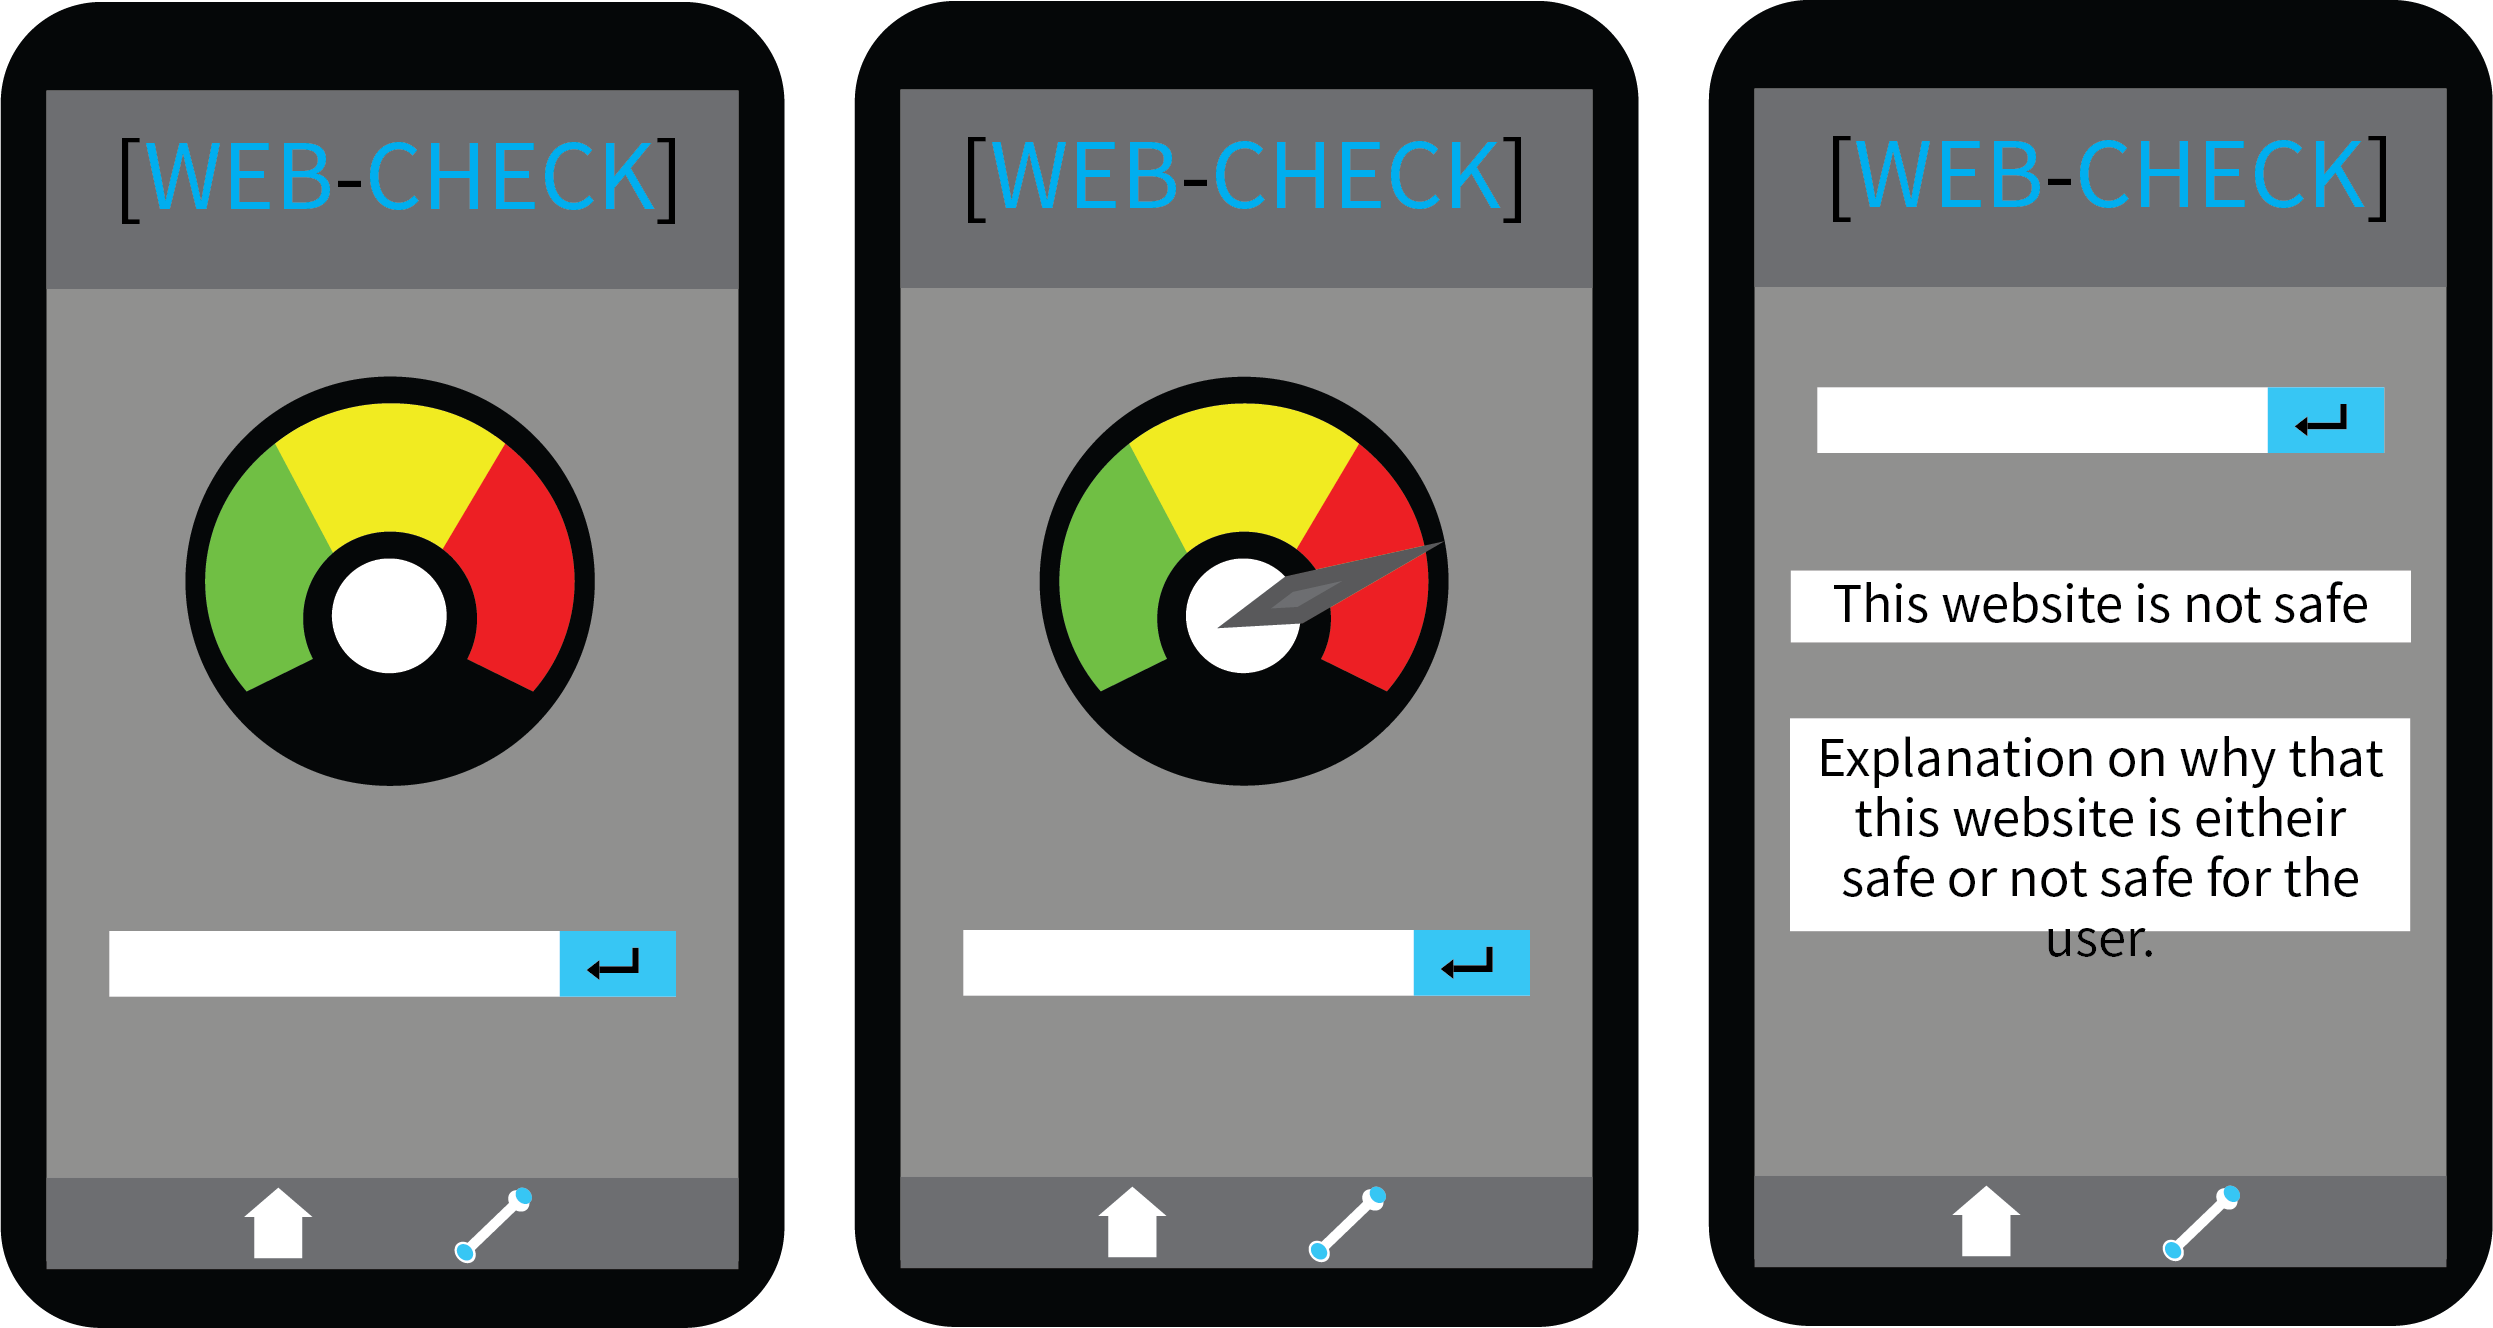 [WEB-CHECK]
[WEB-CHECK]
[WEB-CHECK]
This website is not safe
Explanation on why that
this website is eitheir
safe or not safe for the
user.